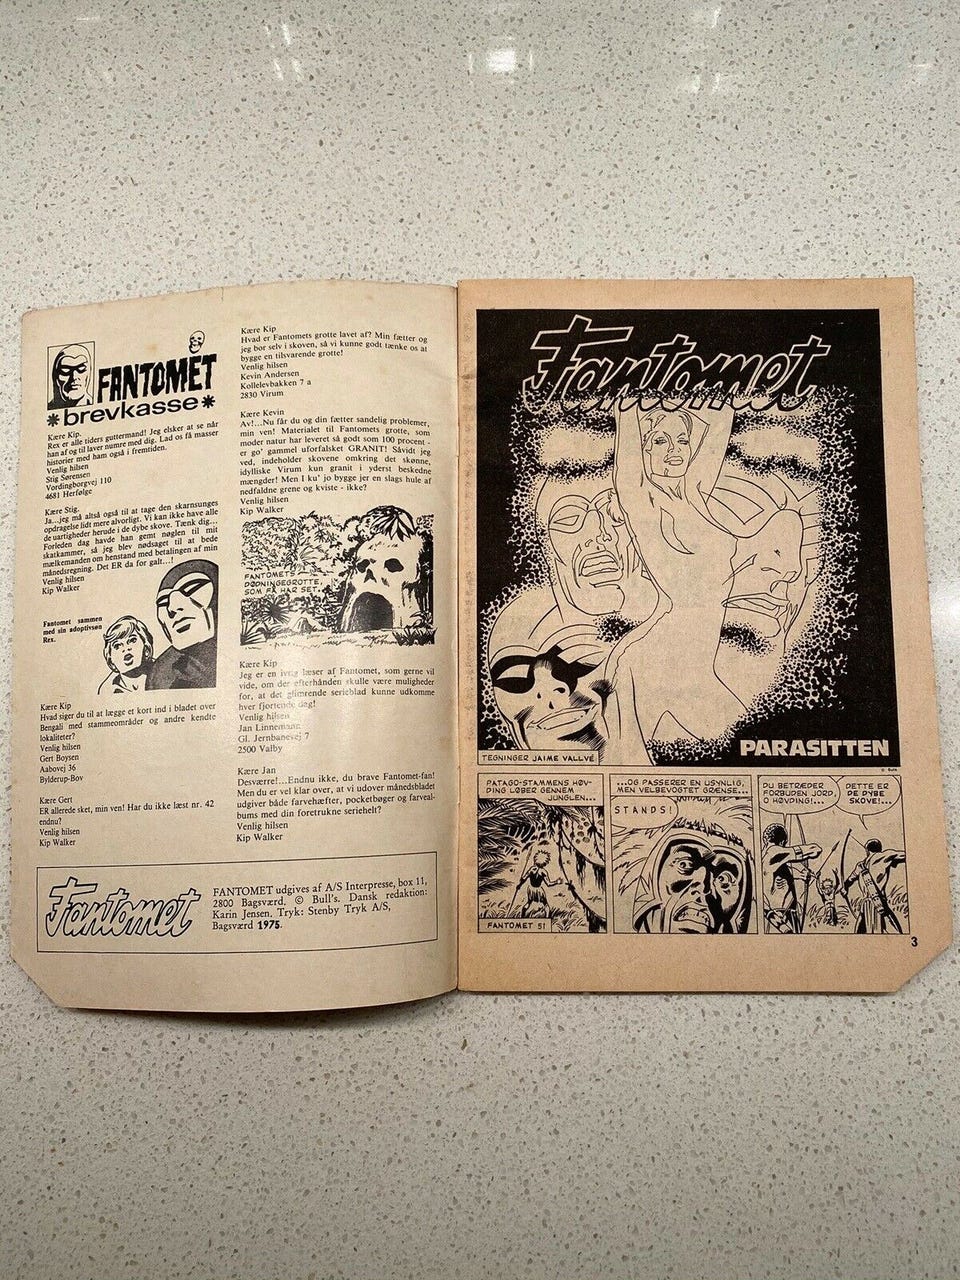 FANTOMET
*brevkasse*
Kære Kip.
Rex er alle tiders guttermand! Jeg elsker at se når
han af og til laver numre med dig. Lad os få masser
historier med ham også i fremtiden.
Venlig hilsen
Stig Sørensen
Vordingborgvej 110
4681 Herfølge
Kære Stig.
Ja...jeg må altså også til at tage den skarnsunges
opdragelse lidt mere alvorligt. Vi kan ikke have alle
de uartigheder herude i de dybe skove. Tænk dig...
Forleden dag havde han gemt nøglen til mit
skatkammer, så jeg blev nødsaget til at bede
mælkemanden om henstand med betalingen af min
månedsregning. Det ER da for galt...!
Venlig hilsen
Kip Walker
Fantomet sammen
med sin adoptivsøn
Rex.
Kære Kip
Hvad siger du til at lægge et kort ind i bladet over
Bengali med stammeområder og andre kendte
lokaliteter?
Venlig hilsen
Gert Boysen
Aabovej 36
Bylderup-Bov
Kære Gert
ER allerede sket, min ven! Har du ikke læst nr. 42
endnu?
Venlig hilsen
Kip Walker
Kære Kip
Hvad er Fantomets grotte lavet af? Min fætter og
jeg bor selv i skoven, så vi kunne godt tænke os at
bygge en tilsvarende grotte!
Venlig hilsen
Kevin Andersen
Kollelevbakken 7 a
2830 Virum
Kære Kevin
Av!...Nu får du og din fætter sandelig problemer,
min ven! Materialet til Fantomets grotte, som
moder natur har leveret så godt som 100 procent -
er go' gammel uforfalsket GRANIT! Såvidt jeg
ved, indeholder skovene omkring det skønne,
idylliske Virum kun granit i yderst beskedne
mængder! Men I ku' jo bygge jer en slags hule af
nedfaldne grene og kviste - ikke?
Venlig hilsen
Kip Walker
FANTOMETS
DØDNINGEGROTTE,
SOM FÅ HAR SET.
Kære Kip
Jeg er en ivrig læser af Fantomet, som gerne vil
vide, om der efterhånden skulle være muligheder
for, at det glimrende serieblad kunne udkomme
hver fjortende dag!
Venlig hilsen
Jan Linnemann
Gl. Jernbanevej 7
2500 Valby
Kære Jan
Desværre!...Endnu ikke, du brave Fantomet-fan!
Men du er vel klar over, at vi udover månedsbladet
udgiver både farvehæfter, pocketbøger og farveal-
bums med din foretrukne seriehelt?
Venlig hilsen
Kip Walker
Fantomet
FANTOMET udgives af A/S Interpresse, box 11,
2800 Bagsværd. © Bull's. Dansk redaktion:
Karin Jensen. Tryk: Stenby Tryk A/S,
Bagsværd 1975.
Fantomet
PARASITTEN
TEGNINGER JAIME VALLVÉ
© Bulls
PATAGO-STAMMENS HØV-
DING LØBER GENNEM
JUNGLEN...
FANTOMET 51
...OG PASSERER EN USYNLIG,
MEN VELBEVOGTET GRÆNSE...
STANDS!
DU BETRÆDER
FORBUDEN JORD,
O HØVDING!...
DETTE ER
DE DYBE
SKOVE!...
3